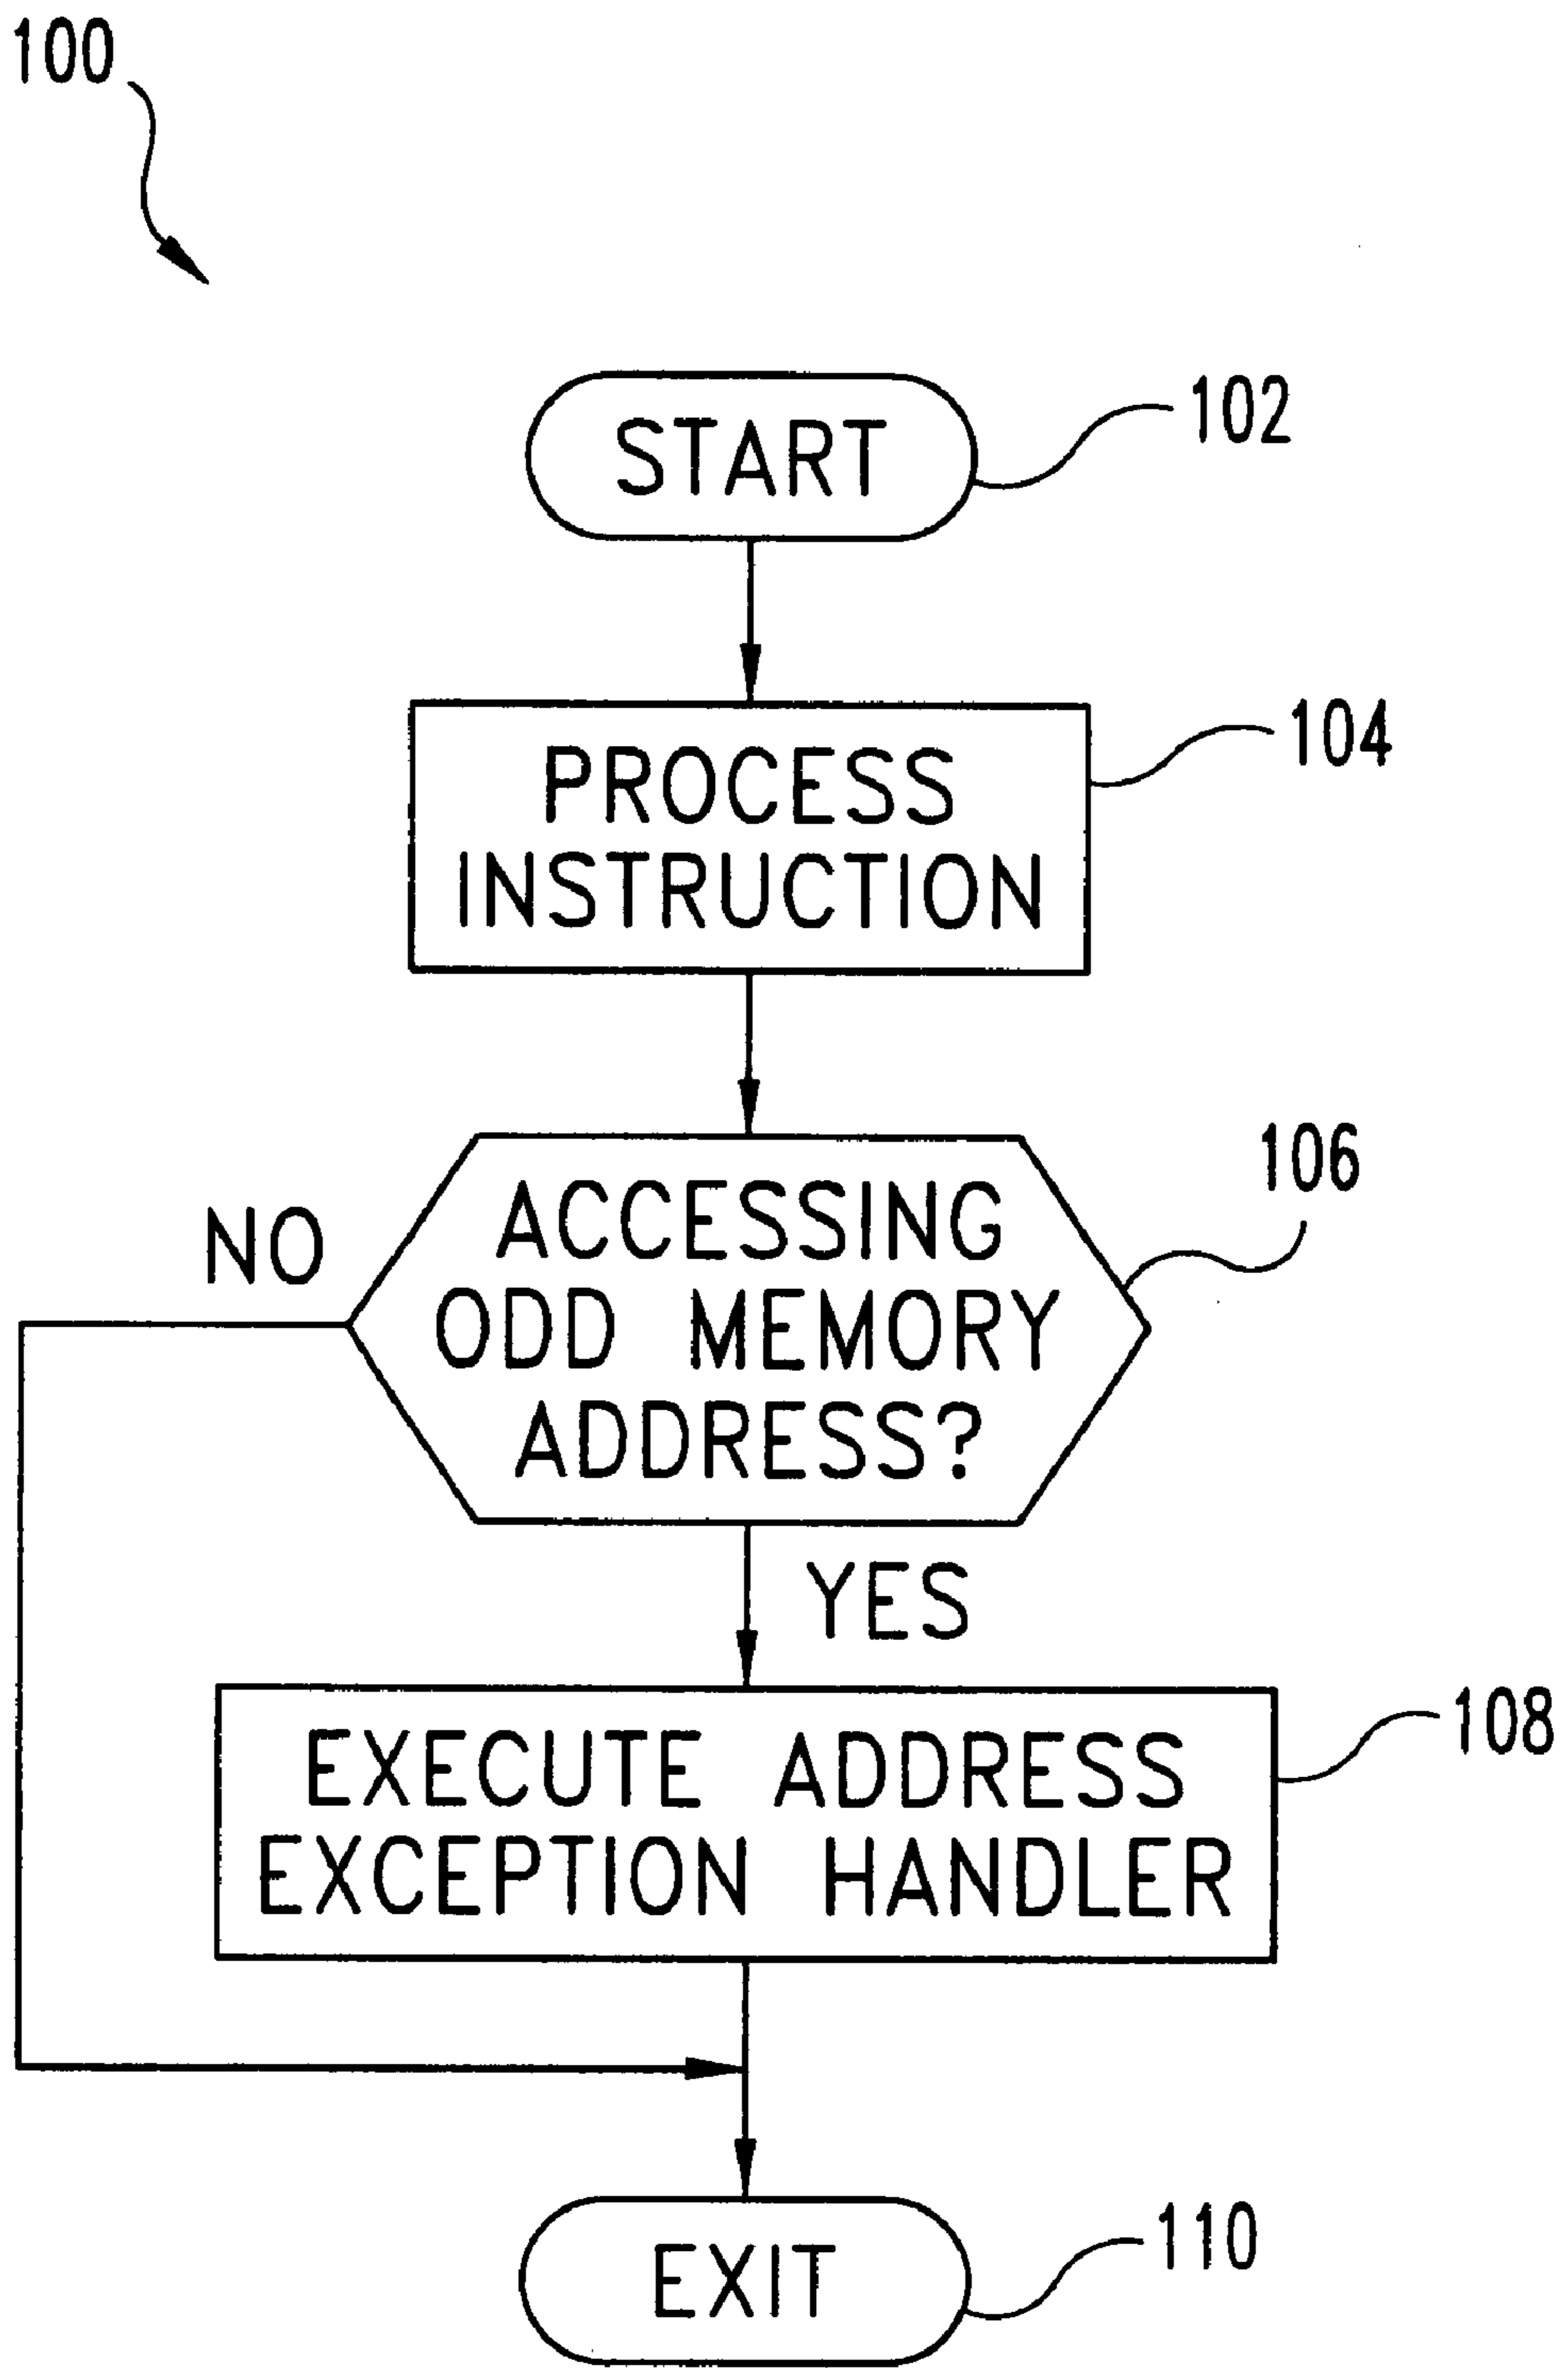 100
START
102
PROCESS
INSTRUCTION
104
ACCESSING
ODD MEMORY
ADDRESS?
106
NO
YES
EXECUTE ADDRESS
EXCEPTION HANDLER
108
EXIT
110